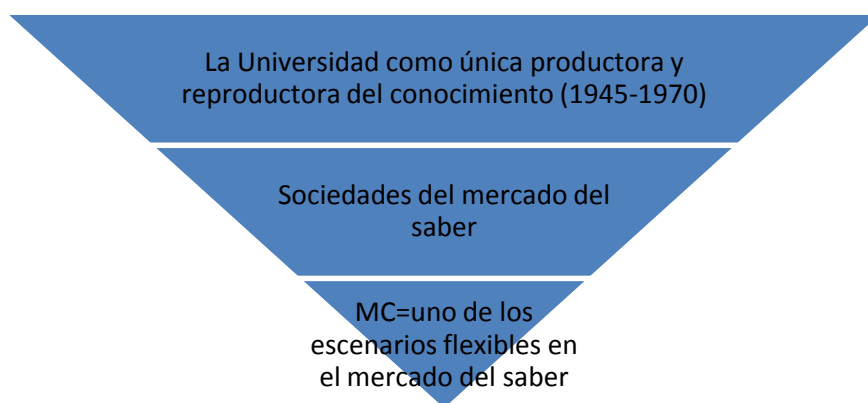 La Universidad como única productora y
reproductora del conocimiento (1945-1970)
Sociedades del mercado del
saber
MC=uno de los
escenarios flexibles en
el mercado del saber